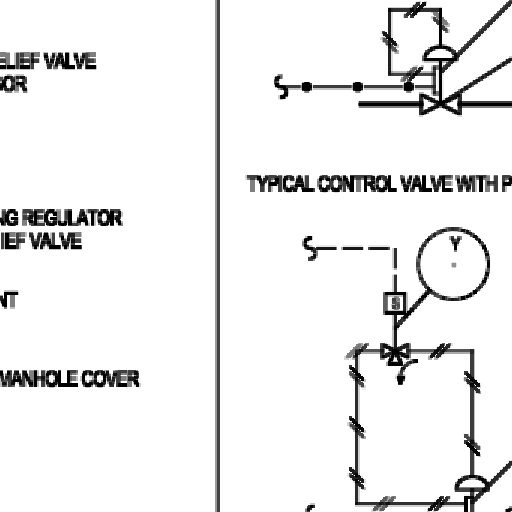 ELIEF VALVE
SOR
NG REGULATOR
IEF VALVE
NT
MANHOLE COVER
TYPICAL CONTROL VALVE WITH P
Y
S